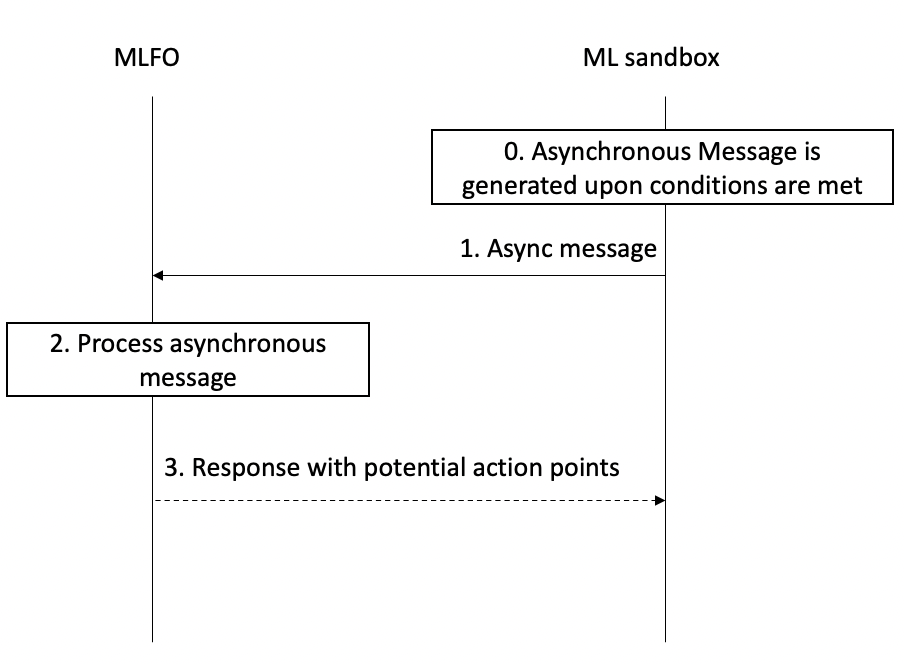 MLFO
ML sandbox
0. Asynchronous Message is
generated upon conditions are met
1. Async message
2. Process asynchronous
message
3. Response with potential action points